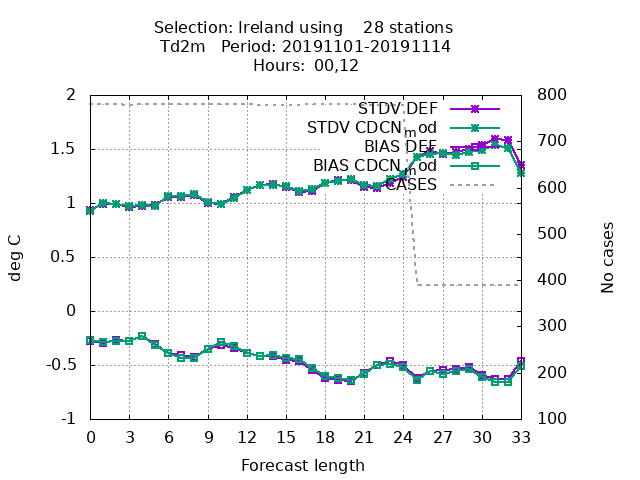 Selection: Ireland using 28 stations
Td2m Period: 20191101-20191114
Hours: 00,12
STDV DEF
STDV CDCN_mod
BIAS DEF
BIAS CDCN_mod
CASES
2
1.5
1
0.5
0
-0.5
-1
deg C
800
700
600
500
400
300
200
100
No cases
0 3 6 9 12 15 18 21 24 27 30 33
Forecast length